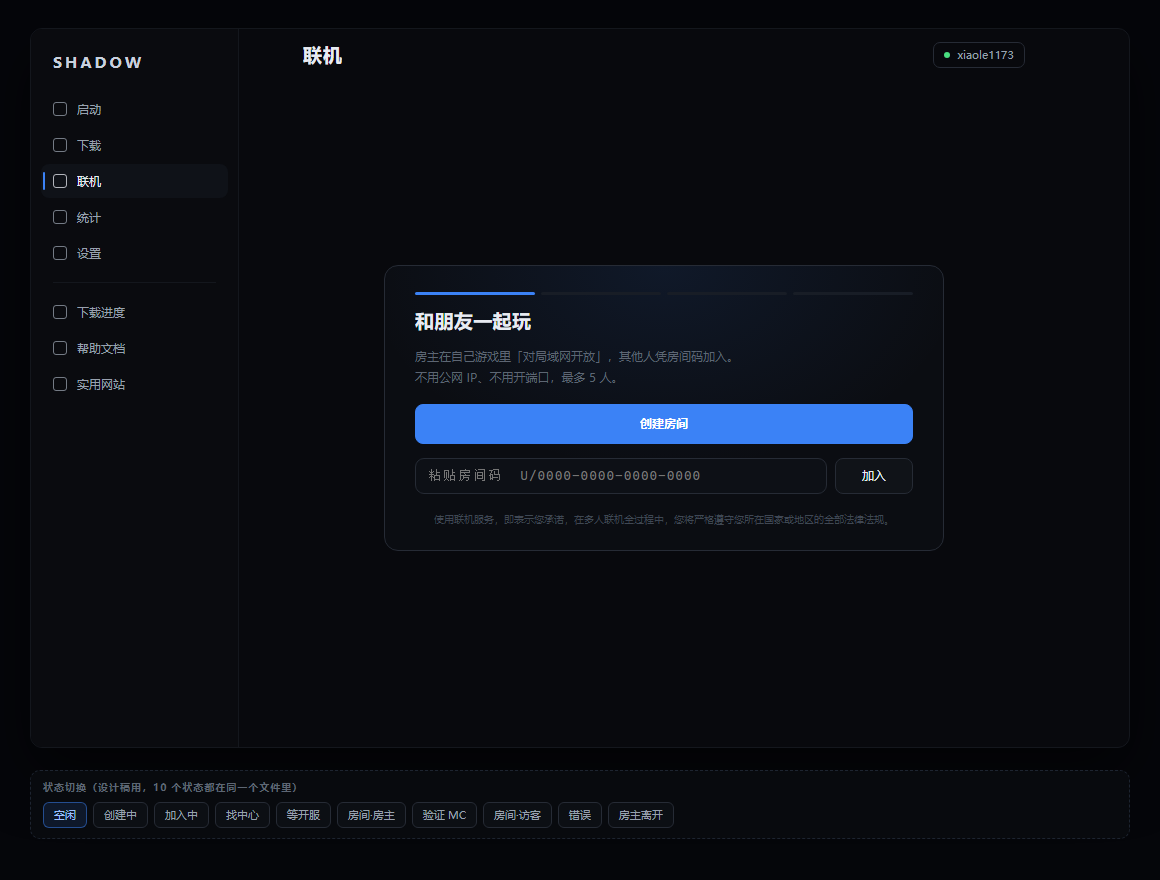 SHADOW
启动
下载
联机
统计
设置
下载进度
帮助文档
实用网站
联机
xiaole1173
和朋友一起玩
房主在自己游戏里「对局域网开放」，其他人凭房间码加入。
不用公网 IP、不用开端口，最多 5 人。
创建房间
粘贴房间码 U/0000-0000-0000-0000
加入
使用联机服务，即表示您承诺，在多人联机全过程中，您将严格遵守您所在国家或地区的全部法律法规。
状态切换（设计稿用，10 个状态都在同一个文件里）
空闲 创建中 加入中 找中心 等开服 房间·房主 验证 MC 房间·访客 错误 房主离开